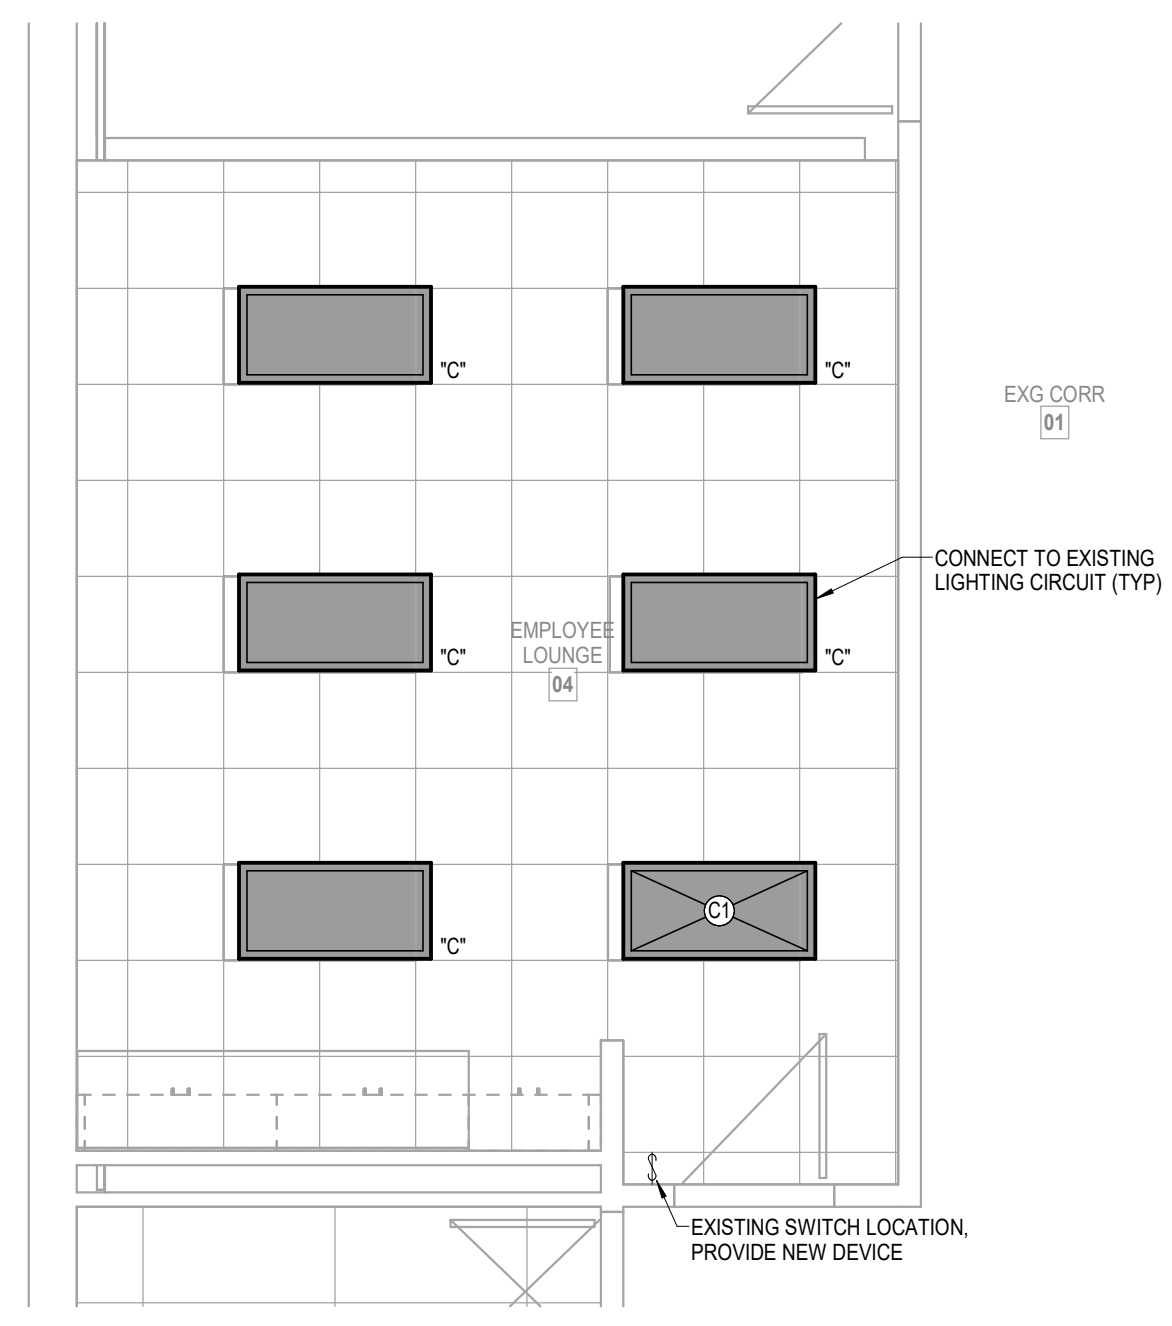 "C"
"C"
EXG CORR
01
CONNECT TO EXISTING
LIGHTING CIRCUIT (TYP)
EMPLOYEE
LOUNGE
04
"C"
"C"
"C"
C1
$
EXISTING SWITCH LOCATION,
PROVIDE NEW DEVICE